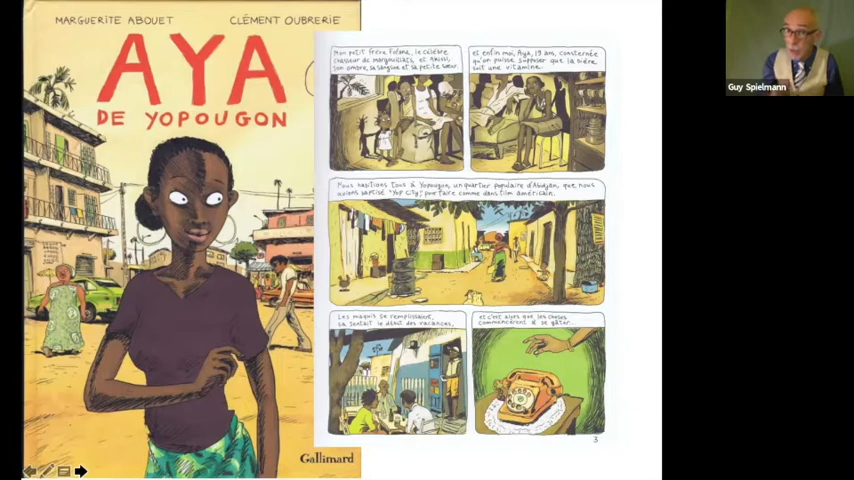 MARGUERITE ABOUET
CLÉMENT OUBRERIE
AYA
DE YOPOUGON
Gallimard
Mon petit frère Fofana, le célèbre
chasseur de margouillats, et Akissi,
son ombre, sa sangsue et sa petite sœur.
et enfin moi, Aya, 19 ans, consternée
qu'on puisse supposer que la bière
soit une vitamine.
Nous habitions tous à Yopougon, un quartier populaire d'Abidjan, que nous
avions baptisé "Yop City", pour faire comme dans film américain.
Les maquis se remplissaient,
ça sentait le début des vacances,
et c'est alors que les choses
commencèrent à se gâter...
3
Guy Spielmann